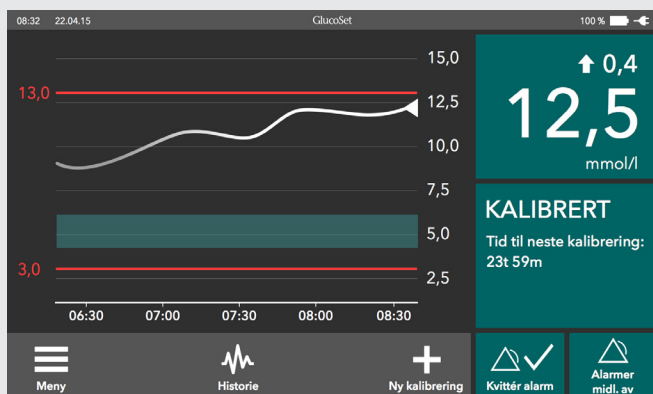 08:32 22.04.15 GlucoSet 100 %
15,0
13,0
12,5
10,0
7,5
5,0
3,0
2,5
06:30 07:00 07:30 08:00 08:30
0,4
12,5
mmol/l
KALIBRERT
Tid til neste kalibrering:
23t 59m
Meny
Historie
Ny kalibrering
Kvittér alarm
Alarmer
midl. av